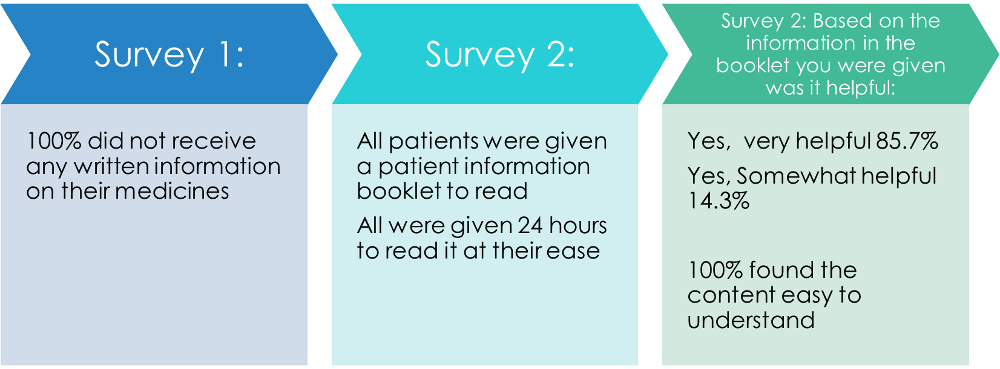 Survey 1:
100% did not receive
any written information
on their medicines
Survey 2:
All patients were given
a patient information
booklet to read
All were given 24 hours
to read it at their ease
Survey 2: Based on the
information in the
booklet you were given
was it helpful:
Yes,  very helpful 85.7%
Yes, Somewhat helpful
14.3%
100% found the
content easy to
understand